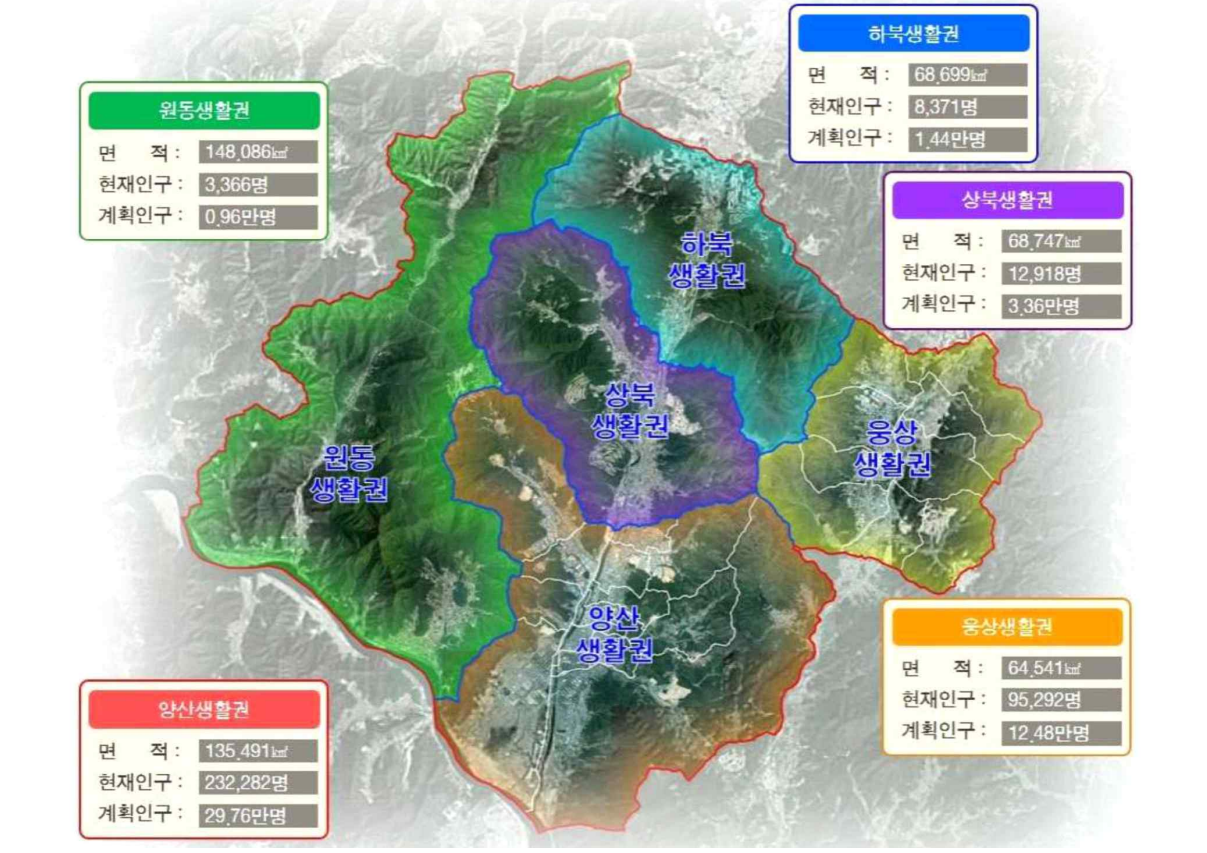 하북생활권
면 적 : 68,699㎢
현재인구 : 8,371명
계획인구 : 1.44만명
원동생활권
면 적 : 148,086㎢
현재인구 : 3,366명
계획인구 : 0.96만명
상북생활권
면 적 : 68,747㎢
현재인구 : 12,918명
계획인구 : 3.36만명
하북
생활권
상북
생활권
웅상
생활권
원동
생활권
양산
생활권
웅상생활권
면 적 : 64,541㎢
현재인구 : 95,292명
계획인구 : 12.48만명
양산생활권
면 적 : 135,491㎢
현재인구 : 232,282명
계획인구 : 29.76만명